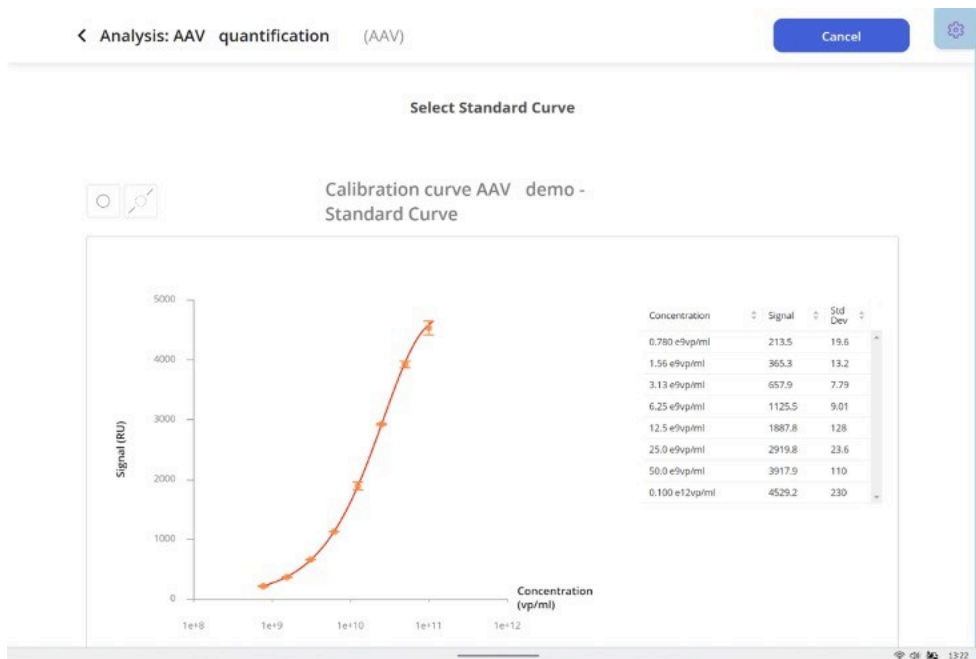 Analysis: AAV quantification (AAV)
Cancel
Select Standard Curve
Calibration curve AAV demo -
Standard Curve
5000
4000
3000
2000
1000
0
Signal (RU)
1e+8 1e+9 1e+10 1e+11 1e+12
Concentration
(vp/ml)
Concentration Signal Std Dev
0.780 e9vp/ml 213.5 19.6
1.56 e9vp/ml 365.3 13.2
3.13 e9vp/ml 657.9 7.79
6.25 e9vp/ml 1125.5 9.01
12.5 e9vp/ml 1887.8 128
25.0 e9vp/ml 2919.8 23.6
50.0 e9vp/ml 3917.9 110
0.100 e12vp/ml 4529.2 230
13:22